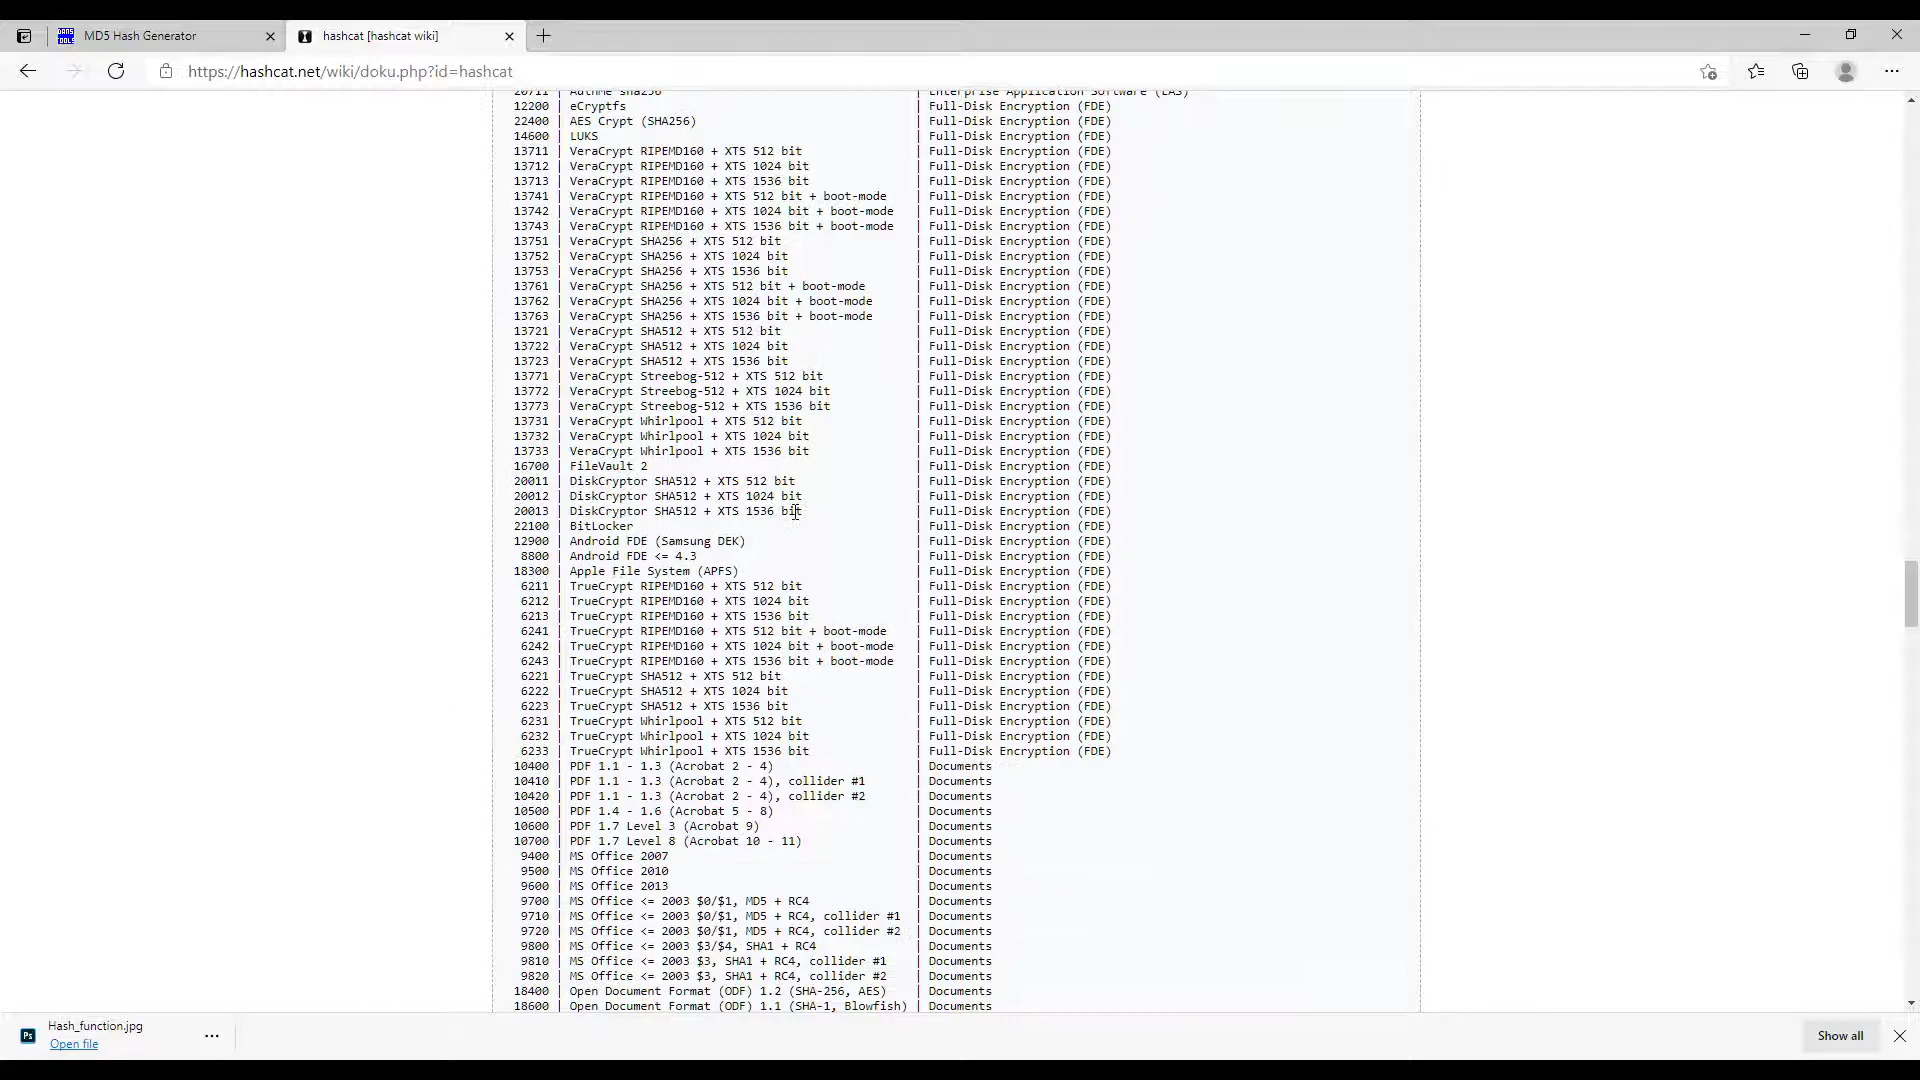 MD5 Hash Generator
hashcat [hashcat wiki]
https://hashcat.net/wiki/doku.php?id=hashcat
20711 | AuthMe sha256 | Enterprise Application Software (EAS)
12200 | eCryptfs | Full-Disk Encryption (FDE)
22400 | AES Crypt (SHA256) | Full-Disk Encryption (FDE)
14600 | LUKS | Full-Disk Encryption (FDE)
13711 | VeraCrypt RIPEMD160 + XTS 512 bit | Full-Disk Encryption (FDE)
13712 | VeraCrypt RIPEMD160 + XTS 1024 bit | Full-Disk Encryption (FDE)
13713 | VeraCrypt RIPEMD160 + XTS 1536 bit | Full-Disk Encryption (FDE)
13741 | VeraCrypt RIPEMD160 + XTS 512 bit + boot-mode | Full-Disk Encryption (FDE)
13742 | VeraCrypt RIPEMD160 + XTS 1024 bit + boot-mode | Full-Disk Encryption (FDE)
13743 | VeraCrypt RIPEMD160 + XTS 1536 bit + boot-mode | Full-Disk Encryption (FDE)
13751 | VeraCrypt SHA256 + XTS 512 bit | Full-Disk Encryption (FDE)
13752 | VeraCrypt SHA256 + XTS 1024 bit | Full-Disk Encryption (FDE)
13753 | VeraCrypt SHA256 + XTS 1536 bit | Full-Disk Encryption (FDE)
13761 | VeraCrypt SHA256 + XTS 512 bit + boot-mode | Full-Disk Encryption (FDE)
13762 | VeraCrypt SHA256 + XTS 1024 bit + boot-mode | Full-Disk Encryption (FDE)
13763 | VeraCrypt SHA256 + XTS 1536 bit + boot-mode | Full-Disk Encryption (FDE)
13721 | VeraCrypt SHA512 + XTS 512 bit | Full-Disk Encryption (FDE)
13722 | VeraCrypt SHA512 + XTS 1024 bit | Full-Disk Encryption (FDE)
13723 | VeraCrypt SHA512 + XTS 1536 bit | Full-Disk Encryption (FDE)
13771 | VeraCrypt Streebog-512 + XTS 512 bit | Full-Disk Encryption (FDE)
13772 | VeraCrypt Streebog-512 + XTS 1024 bit | Full-Disk Encryption (FDE)
13773 | VeraCrypt Streebog-512 + XTS 1536 bit | Full-Disk Encryption (FDE)
13731 | VeraCrypt Whirlpool + XTS 512 bit | Full-Disk Encryption (FDE)
13732 | VeraCrypt Whirlpool + XTS 1024 bit | Full-Disk Encryption (FDE)
13733 | VeraCrypt Whirlpool + XTS 1536 bit | Full-Disk Encryption (FDE)
16700 | FileVault 2 | Full-Disk Encryption (FDE)
20011 | DiskCryptor SHA512 + XTS 512 bit | Full-Disk Encryption (FDE)
20012 | DiskCryptor SHA512 + XTS 1024 bit | Full-Disk Encryption (FDE)
20013 | DiskCryptor SHA512 + XTS 1536 bit | Full-Disk Encryption (FDE)
22100 | BitLocker | Full-Disk Encryption (FDE)
12900 | Android FDE (Samsung DEK) | Full-Disk Encryption (FDE)
8800 | Android FDE <= 4.3 | Full-Disk Encryption (FDE)
18300 | Apple File System (APFS) | Full-Disk Encryption (FDE)
6211 | TrueCrypt RIPEMD160 + XTS 512 bit | Full-Disk Encryption (FDE)
6212 | TrueCrypt RIPEMD160 + XTS 1024 bit | Full-Disk Encryption (FDE)
6213 | TrueCrypt RIPEMD160 + XTS 1536 bit | Full-Disk Encryption (FDE)
6241 | TrueCrypt RIPEMD160 + XTS 512 bit + boot-mode | Full-Disk Encryption (FDE)
6242 | TrueCrypt RIPEMD160 + XTS 1024 bit + boot-mode | Full-Disk Encryption (FDE)
6243 | TrueCrypt RIPEMD160 + XTS 1536 bit + boot-mode | Full-Disk Encryption (FDE)
6221 | TrueCrypt SHA512 + XTS 512 bit | Full-Disk Encryption (FDE)
6222 | TrueCrypt SHA512 + XTS 1024 bit | Full-Disk Encryption (FDE)
6223 | TrueCrypt SHA512 + XTS 1536 bit | Full-Disk Encryption (FDE)
6231 | TrueCrypt Whirlpool + XTS 512 bit | Full-Disk Encryption (FDE)
6232 | TrueCrypt Whirlpool + XTS 1024 bit | Full-Disk Encryption (FDE)
6233 | TrueCrypt Whirlpool + XTS 1536 bit | Full-Disk Encryption (FDE)
10400 | PDF 1.1 - 1.3 (Acrobat 2 - 4) | Documents
10410 | PDF 1.1 - 1.3 (Acrobat 2 - 4), collider #1 | Documents
10420 | PDF 1.1 - 1.3 (Acrobat 2 - 4), collider #2 | Documents
10500 | PDF 1.4 - 1.6 (Acrobat 5 - 8) | Documents
10600 | PDF 1.7 Level 3 (Acrobat 9) | Documents
10700 | PDF 1.7 Level 8 (Acrobat 10 - 11) | Documents
9400 | MS Office 2007 | Documents
9500 | MS Office 2010 | Documents
9600 | MS Office 2013 | Documents
9700 | MS Office <= 2003 $0/$1, MD5 + RC4 | Documents
9710 | MS Office <= 2003 $0/$1, MD5 + RC4, collider #1 | Documents
9720 | MS Office <= 2003 $0/$1, MD5 + RC4, collider #2 | Documents
9800 | MS Office <= 2003 $3/$4, SHA1 + RC4 | Documents
9810 | MS Office <= 2003 $3, SHA1 + RC4, collider #1 | Documents
9820 | MS Office <= 2003 $3, SHA1 + RC4, collider #2 | Documents
18400 | Open Document Format (ODF) 1.2 (SHA-256, AES) | Documents
18600 | Open Document Format (ODF) 1.1 (SHA-1, Blowfish) | Documents
Ps
Hash_function.jpg
Open file
Show all